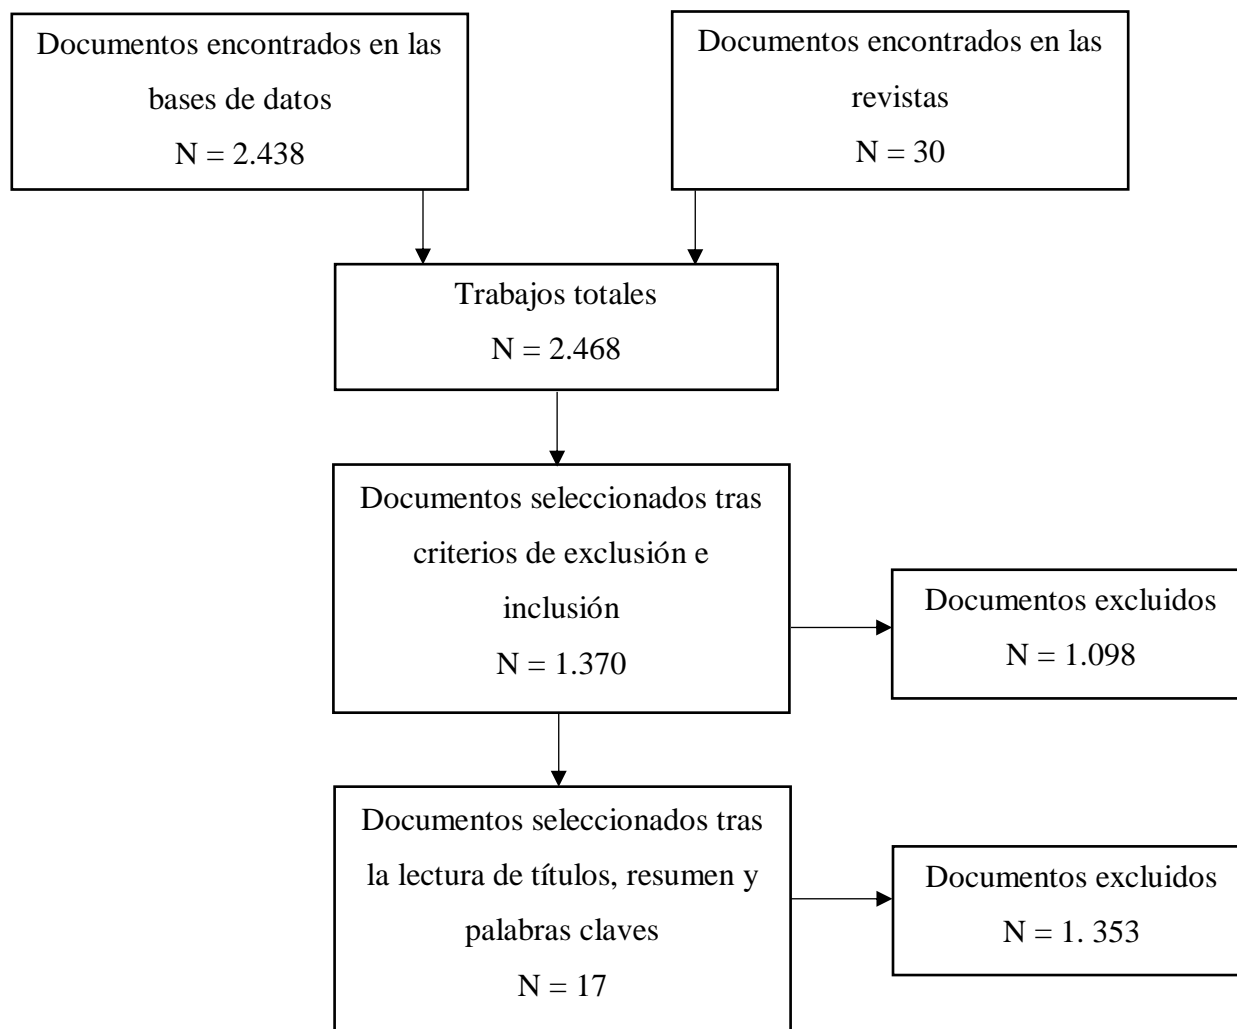 Documentos encontrados en las
bases de datos
N = 2.438
Documentos encontrados en las
revistas
N = 30
Trabajos totales
N = 2.468
Documentos seleccionados tras
criterios de exclusión e
inclusión
N = 1.370
Documentos excluidos
N = 1.098
Documentos seleccionados tras
la lectura de títulos, resumen y
palabras claves
N = 17
Documentos excluidos
N = 1. 353